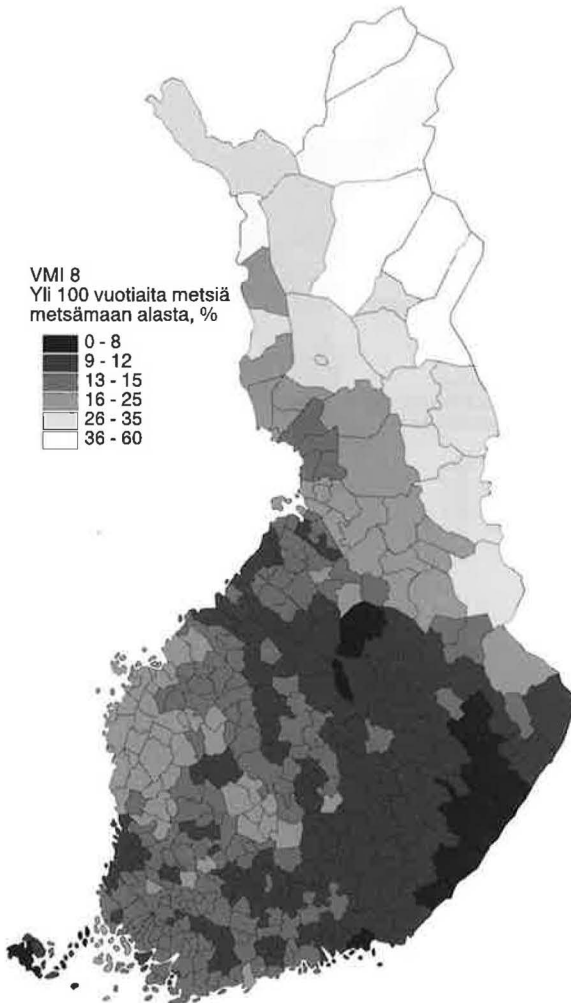 VMI 8
Yli 100 vuotiaita metsiä
metsämaan alasta, %
0 - 8
9 - 12
13 - 15
16 - 25
26 - 35
36 - 60